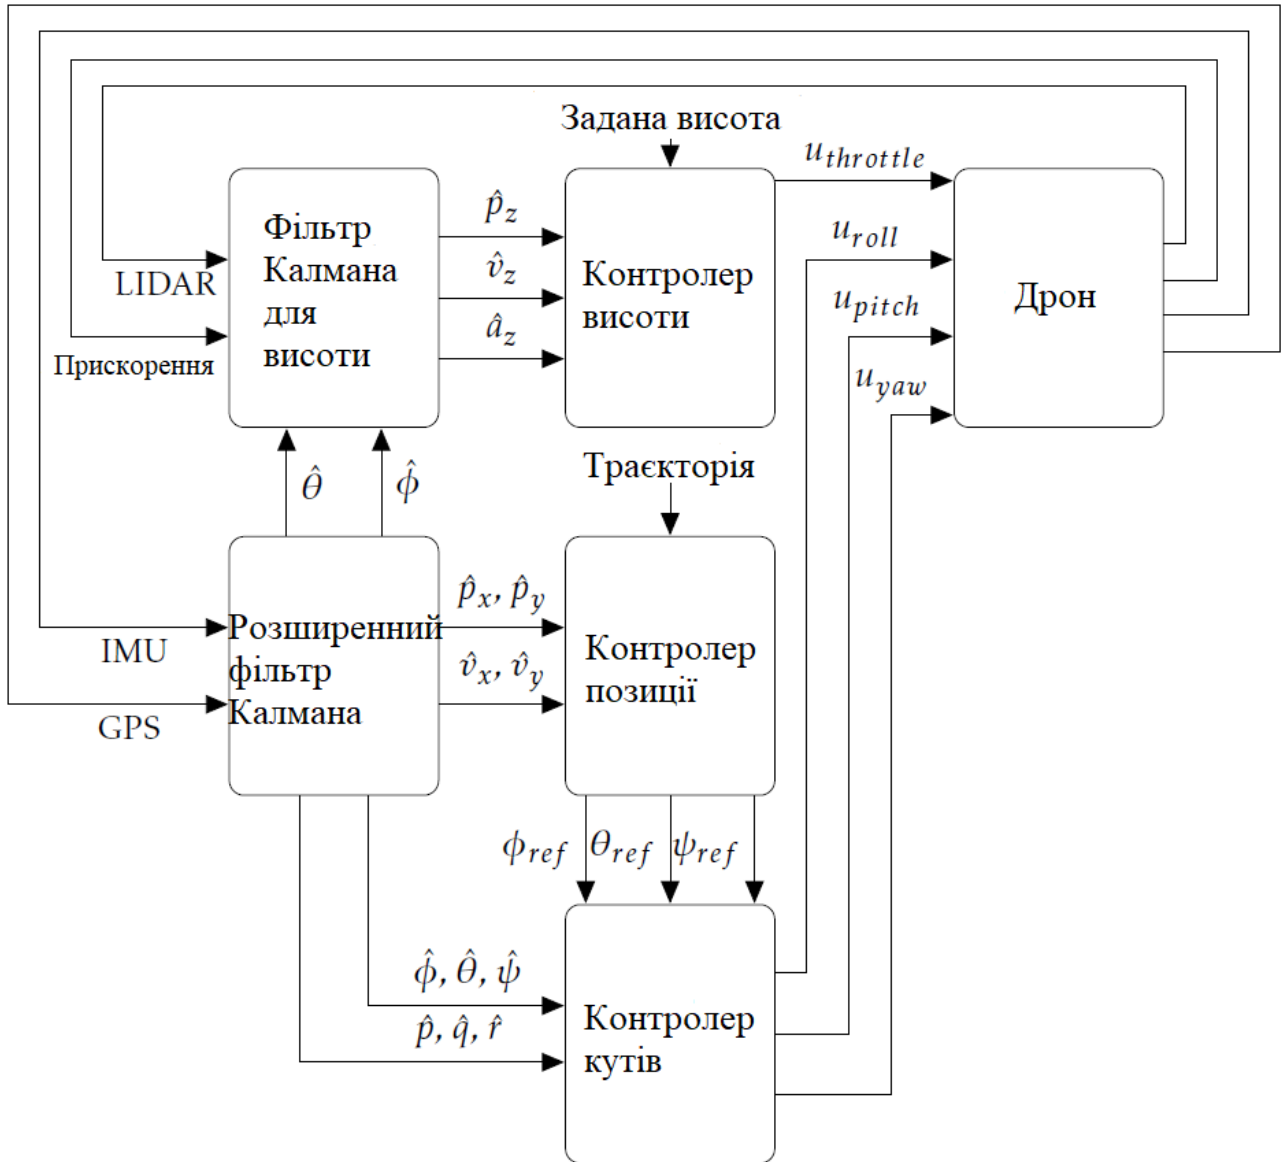 Задана висота
u_throttle
Фільтр
Калмана
для
висоти
p̂_z
v̂_z
â_z
Контролер
висоти
u_roll
u_pitch
u_yaw
Дрон
LIDAR
Прискорення
θ̂
ϕ̂
Траєкторія
Розширенний
фільтр
Калмана
p̂_x, p̂_y
v̂_x, v̂_y
Контролер
позиції
IMU
GPS
ϕ_ref θ_ref ψ_ref
ϕ̂, θ̂, ψ̂
p̂, q̂, r̂
Контролер
кутів